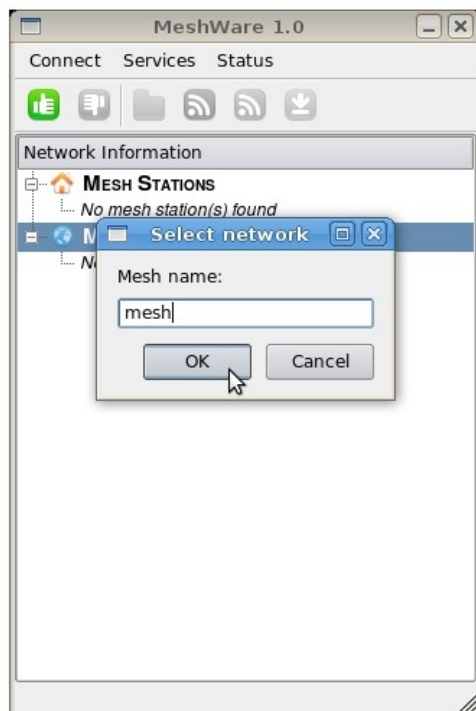 MeshWare 1.0
Connect Services Status
Network Information
MESH STATIONS
No mesh station(s) found
Select network
Mesh name:
mesh
OK Cancel